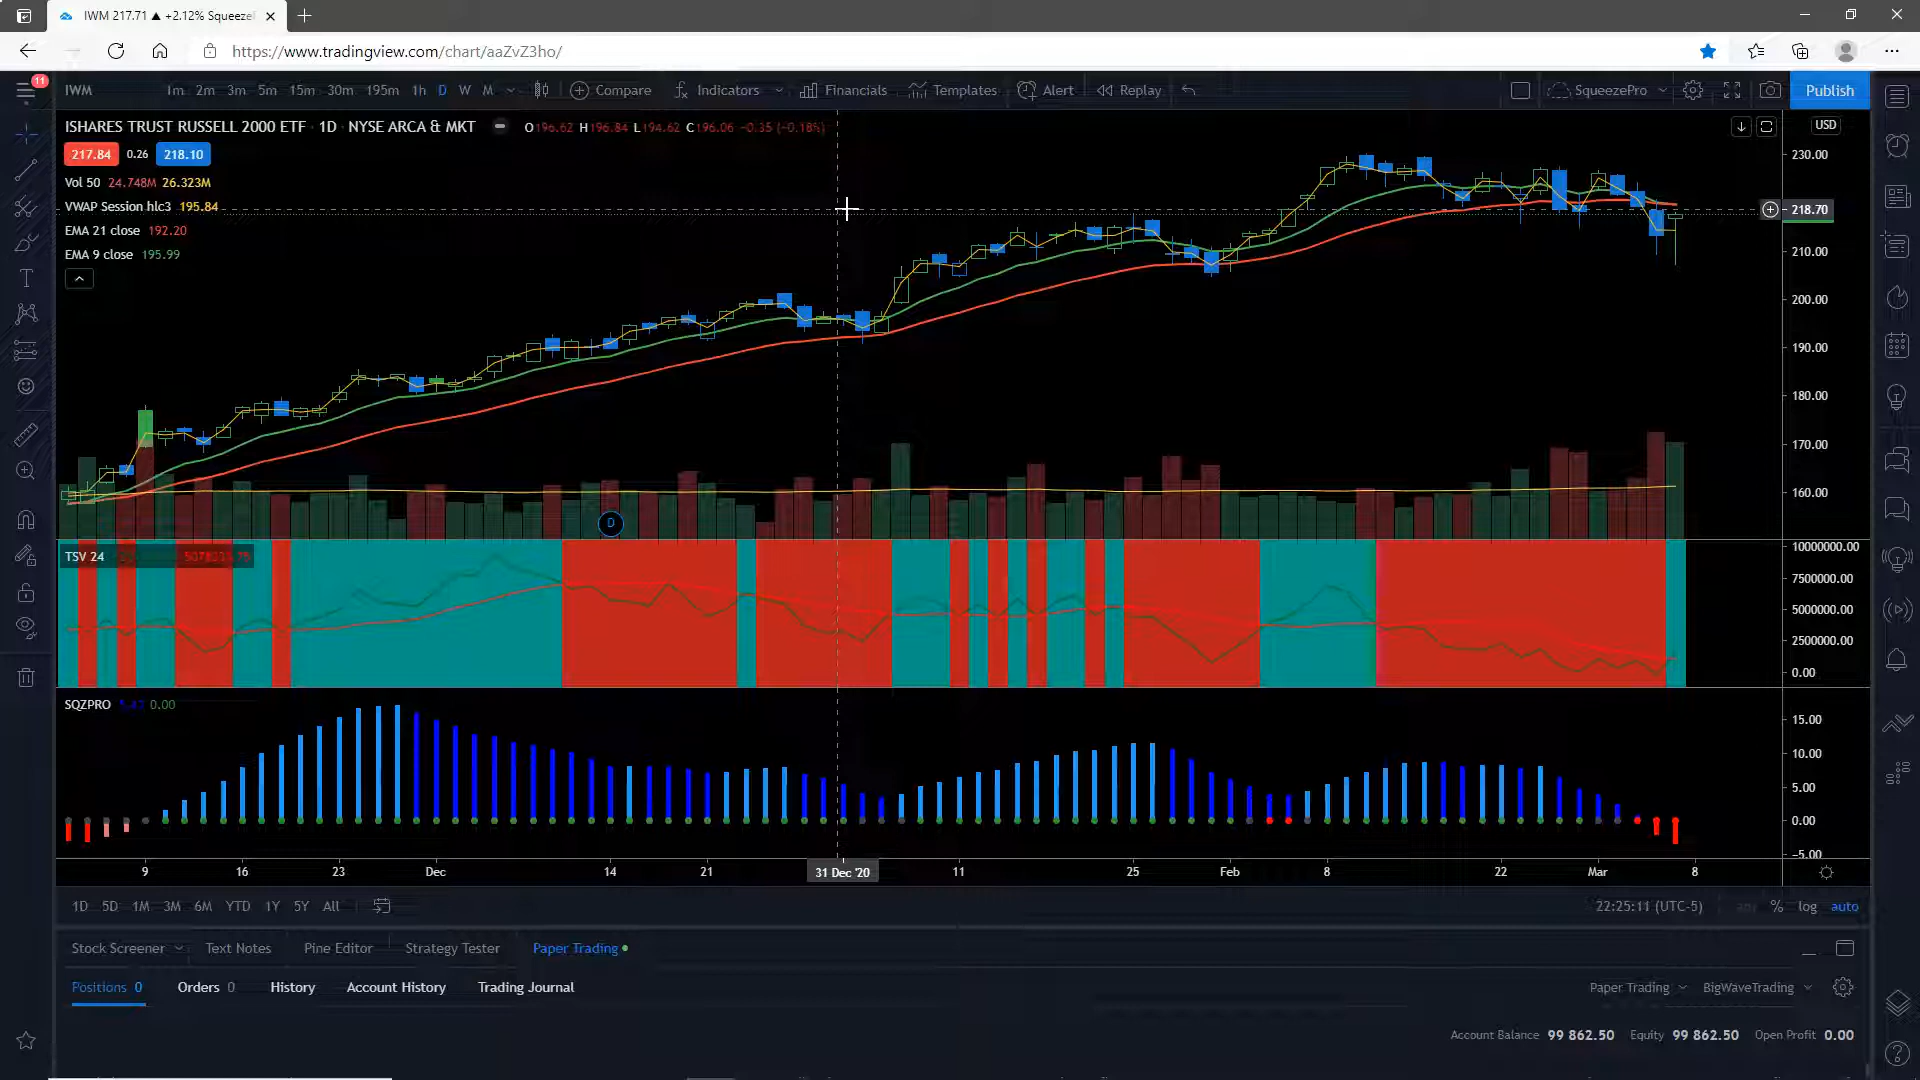 IWM 217.71 ▲ +2.12% Squeeze
https://www.tradingview.com/chart/aaZvZ3ho/
11
IWM 1m 2m 3m 5m 15m 30m 195m 1h D W M Compare Indicators Financials Templates Alert Replay SqueezePro Publish
ISHARES TRUST RUSSELL 2000 ETF · 1D · NYSE ARCA & MKT O196.62 H196.84 L194.62 C196.06 −0.35 (−0.18%) USD
217.84 0.26 218.10
Vol 50 24.748M 26.323M
VWAP Session hlc3 195.84
EMA 21 close 192.20
EMA 9 close 195.99
230.00
218.70
210.00
200.00
190.00
180.00
170.00
160.00
D
TSV 24
10000000.00
7500000.00
5000000.00
2500000.00
0.00
SQZPRO 0.00
15.00
10.00
5.00
0.00
−5.00
9 16 23 Dec 14 21 31 Dec '20 11 25 Feb 8 22 Mar 8
1D 5D 1M 3M 6M YTD 1Y 5Y All 22:25:11 (UTC-5) % log auto
Stock Screener Text Notes Pine Editor Strategy Tester Paper Trading
Positions 0 Orders 0 History Account History Trading Journal Paper Trading BigWaveTrading
Account Balance 99 862.50 Equity 99 862.50 Open Profit 0.00